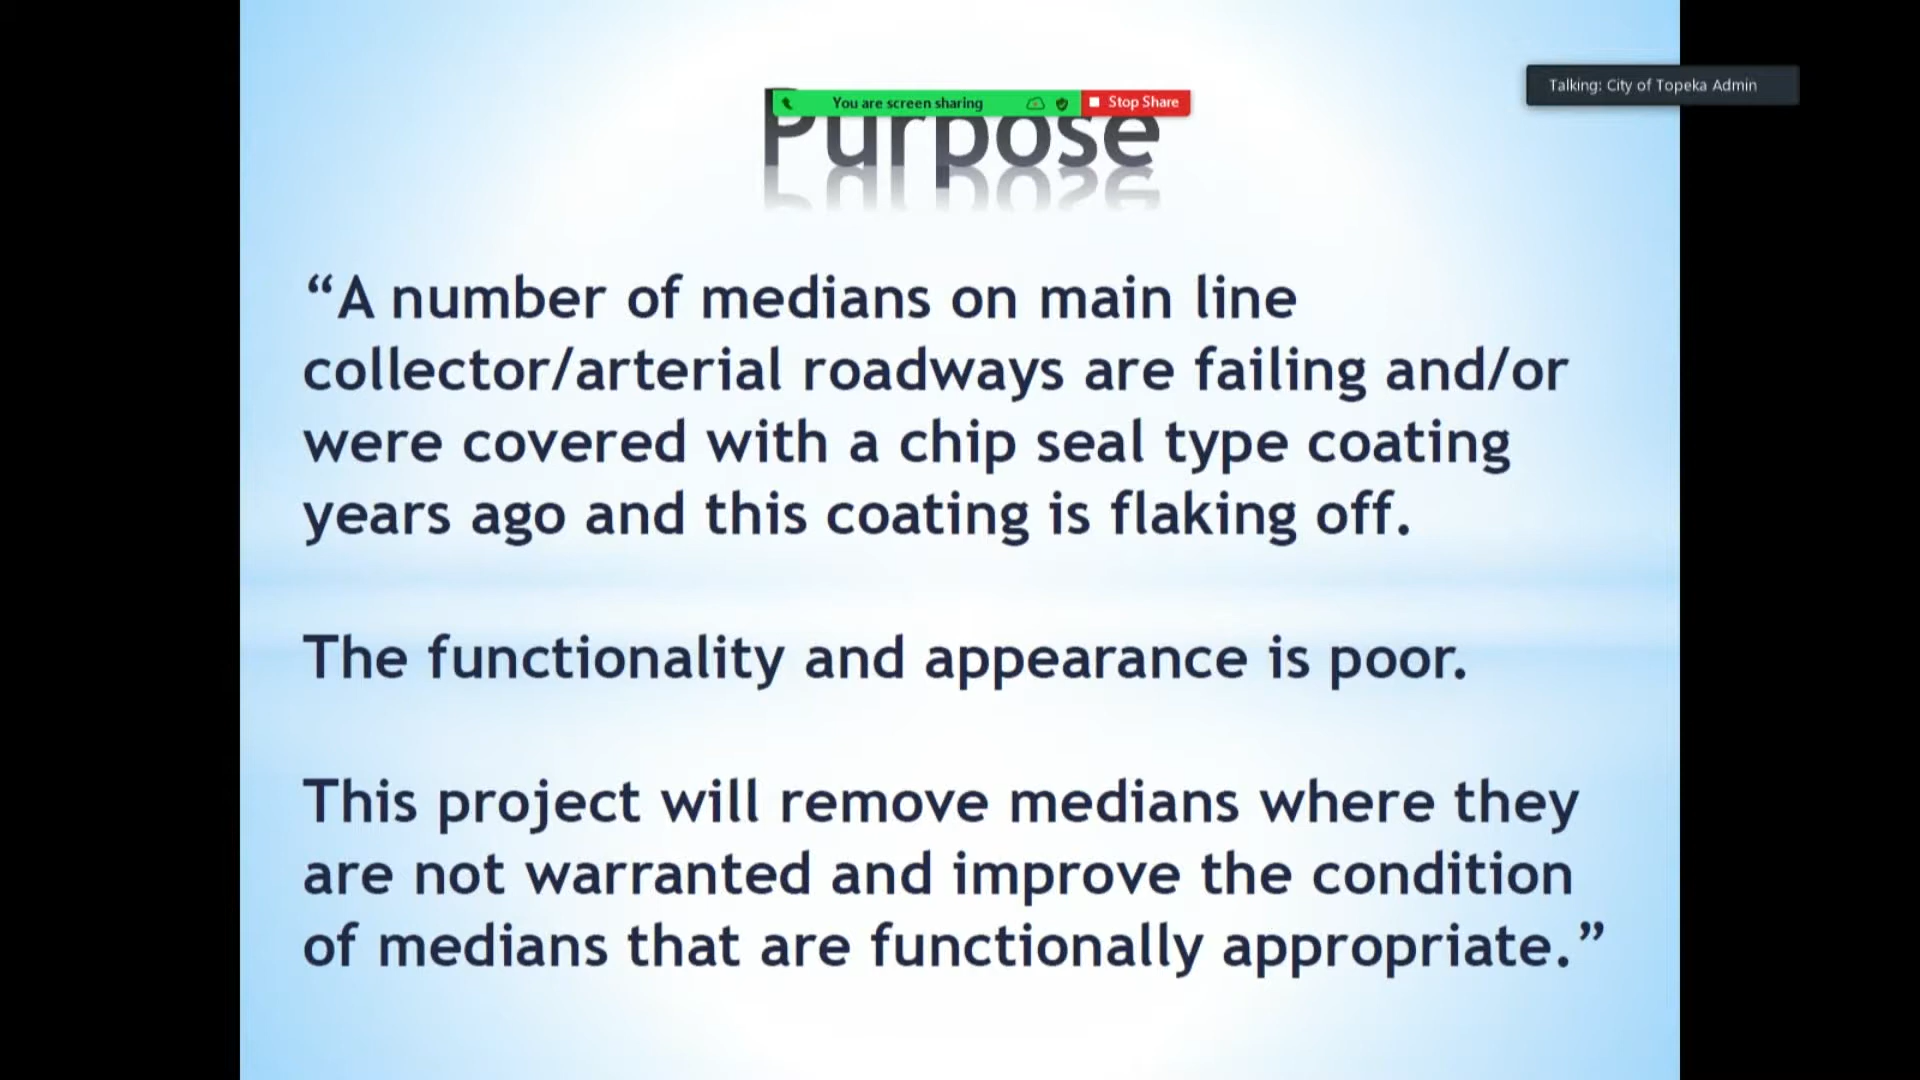 Talking: City of Topeka Admin
You are screen sharing
Stop Share
Purpose
“A number of medians on main line
collector/arterial roadways are failing and/or
were covered with a chip seal type coating
years ago and this coating is flaking off.
The functionality and appearance is poor.
This project will remove medians where they
are not warranted and improve the condition
of medians that are functionally appropriate.”